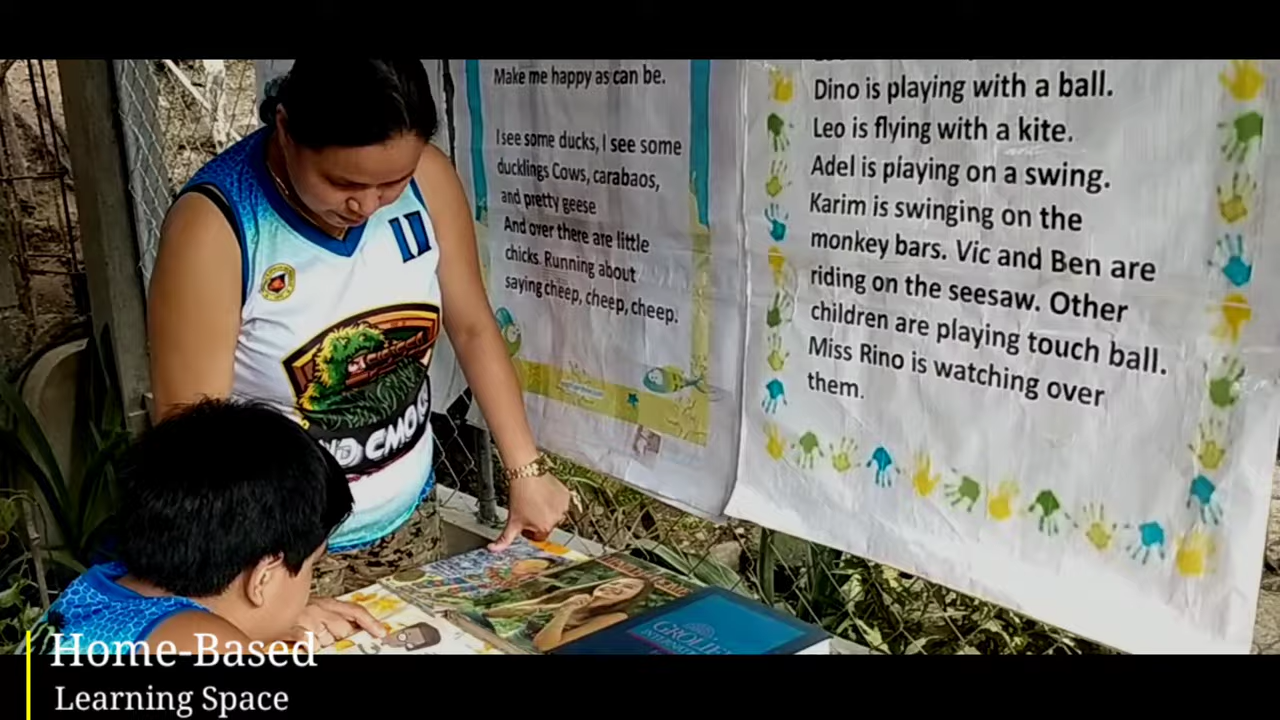 Make me happy as can be.
I see some ducks, I see some
ducklings Cows, carabaos,
and pretty geese
And over there are little
chicks. Running about
saying cheep, cheep, cheep.
Dino is playing with a ball.
Leo is flying with a kite.
Adel is playing on a swing.
Karim is swinging on the
monkey bars. Vic and Ben are
riding on the seesaw. Other
children are playing touch ball.
Miss Rino is watching over
them.
11
GROLIER
Home-Based
Learning Space